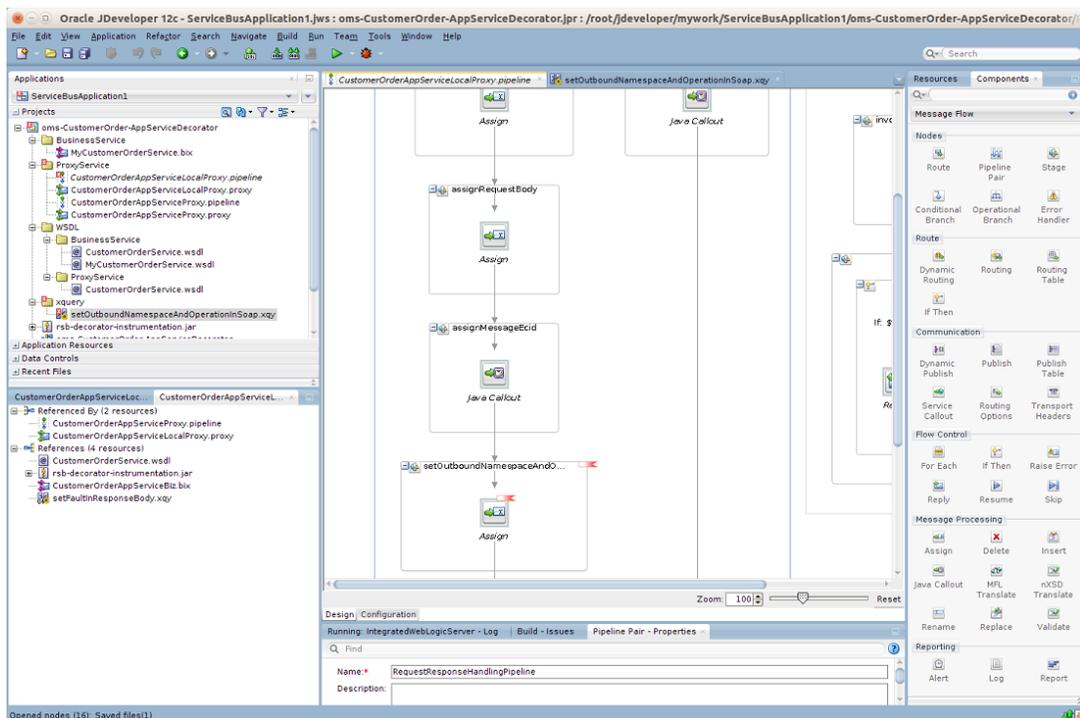 Oracle JDeveloper 12c - ServiceBusApplication1.jws : oms-CustomerOrder-AppServiceDecorator.jpr : /root/jdeveloper/mywork/ServiceBusApplication1/oms-CustomerOrder-AppServiceDecorator/
File Edit View Application Refactor Search Navigate Build Run Team Tools Window Help
Search
Applications
ServiceBusApplication1
Projects
oms-CustomerOrder-AppServiceDecorator
BusinessService
MyCustomerOrderService.bix
ProxyService
CustomerOrderAppServiceLocalProxy.pipeline
CustomerOrderAppServiceLocalProxy.proxy
CustomerOrderAppServiceProxy.pipeline
CustomerOrderAppServiceProxy.proxy
WSDL
BusinessService
CustomerOrderService.wsdl
MyCustomerOrderService.wsdl
ProxyService
CustomerOrderService.wsdl
xquery
setOutboundNamespaceAndOperationInSoap.xqy
rsb-decorator-instrumentation.jar
Application Resources
Data Controls
Recent Files
CustomerOrderAppServiceLoc... CustomerOrderAppServiceL...
Referenced By (2 resources)
CustomerOrderAppServiceProxy.pipeline
CustomerOrderAppServiceLocalProxy.proxy
References (4 resources)
CustomerOrderService.wsdl
rsb-decorator-instrumentation.jar
CustomerOrderAppServiceBiz.bix
setFaultInResponseBody.xqy
CustomerOrderAppServiceLocalProxy.pipeline setOutboundNamespaceAndOperationInSoap.xqy
Assign
Java Callout
invo
assignRequestBody
Assign
If: $
assignMessageEcid
Java Callout
Re
setOutboundNamespaceAndO...
Assign
Zoom: 100 Reset
Design Configuration
Running: IntegratedWebLogicServer - Log Build - Issues Pipeline Pair - Properties
Find
Name:* RequestResponseHandlingPipeline
Description:
Resources Components
Message Flow
Nodes
Route Pipeline Pair Stage
Conditional Branch Operational Branch Error Handler
Route
Dynamic Routing Routing Routing Table
If Then
Communication
Dynamic Publish Publish Publish Table
Service Callout Routing Options Transport Headers
Flow Control
For Each If Then Raise Error
Reply Resume Skip
Message Processing
Assign Delete Insert
Java Callout MFL Translate nXSD Translate
Rename Replace Validate
Reporting
Alert Log Report
Opened nodes (16); Saved files(1)